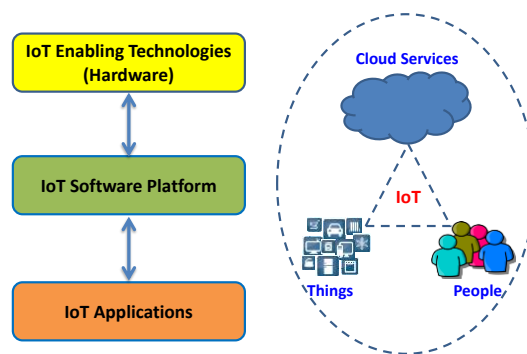 IoT Enabling Technologies
(Hardware)
IoT Software Platform
IoT Applications
Cloud Services
IoT
Things
People